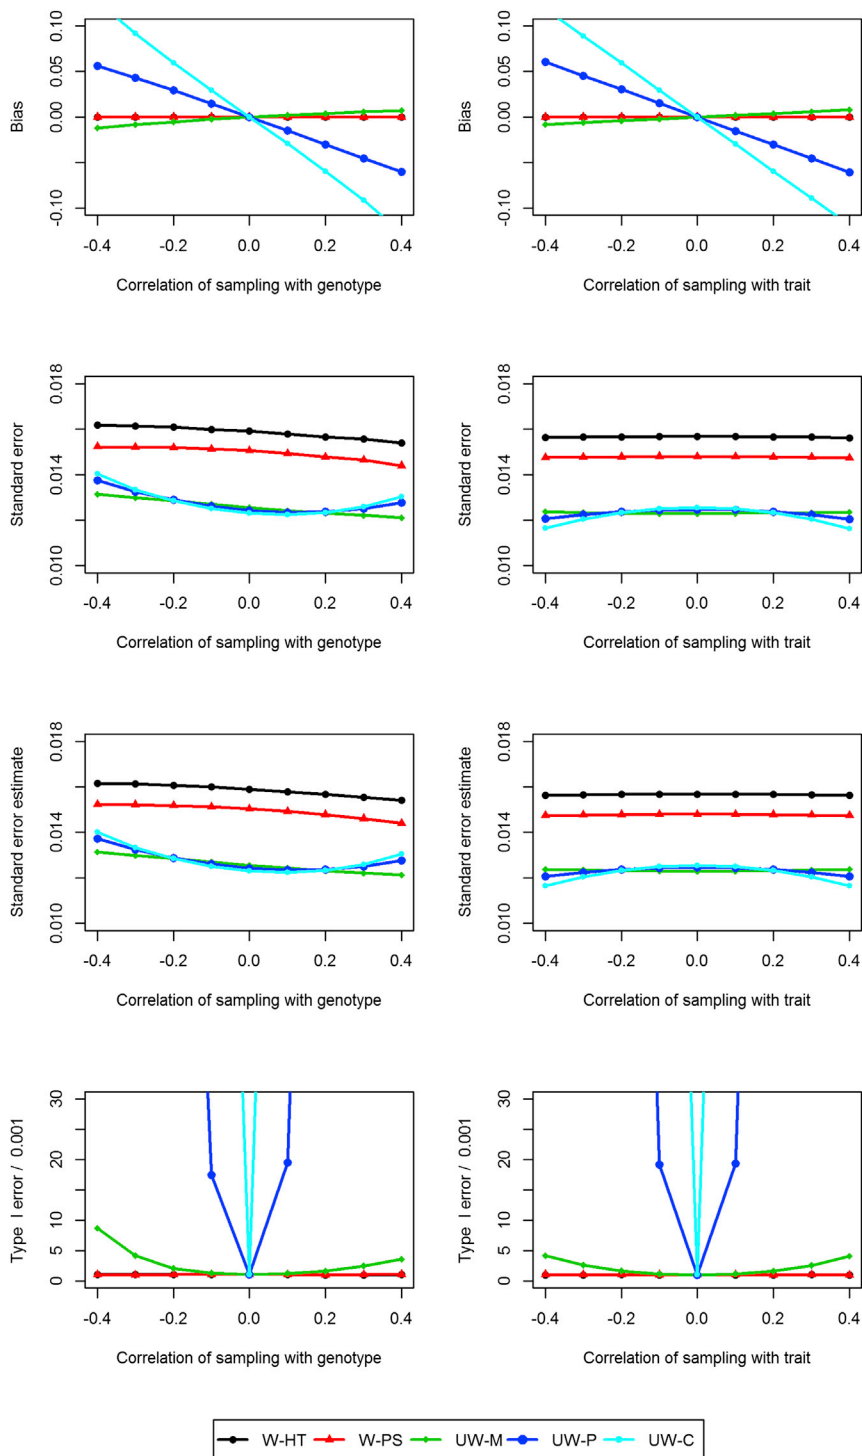 0.10
0.05
0.00
-0.10
Bias
-0.4 -0.2 0.0 0.2 0.4
Correlation of sampling with genotype
0.10
0.05
0.00
-0.10
Bias
-0.4 -0.2 0.0 0.2 0.4
Correlation of sampling with trait
0.018
0.014
0.010
Standard error
-0.4 -0.2 0.0 0.2 0.4
Correlation of sampling with genotype
0.018
0.014
0.010
Standard error
-0.4 -0.2 0.0 0.2 0.4
Correlation of sampling with trait
0.018
0.014
0.010
Standard error estimate
-0.4 -0.2 0.0 0.2 0.4
Correlation of sampling with genotype
0.018
0.014
0.010
Standard error estimate
-0.4 -0.2 0.0 0.2 0.4
Correlation of sampling with trait
30
20
10
5
0
Type I error / 0.001
-0.4 -0.2 0.0 0.2 0.4
Correlation of sampling with genotype
30
20
10
5
0
Type I error / 0.001
-0.4 -0.2 0.0 0.2 0.4
Correlation of sampling with trait
W-HT W-PS UW-M UW-P UW-C